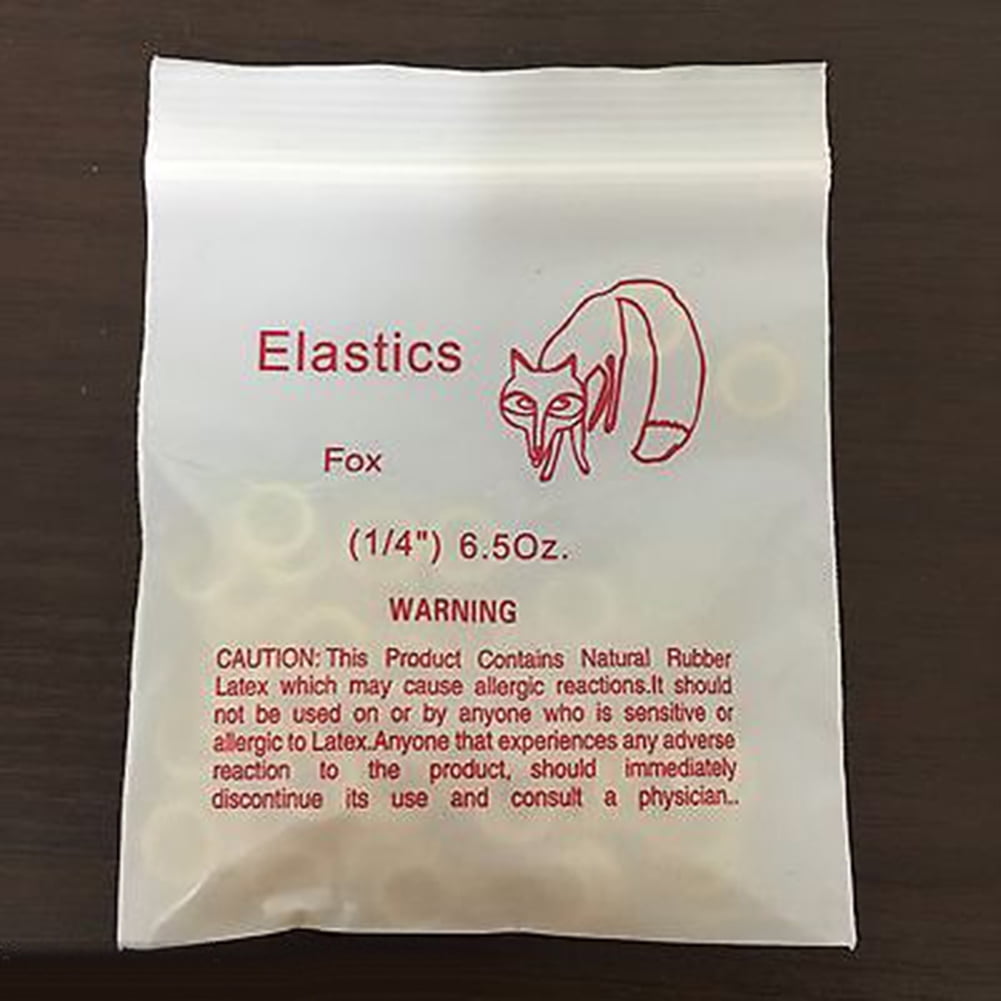 Elastics
Fox
(1/4") 6.5Oz.
WARNING
CAUTION: This Product Contains Natural Rubber
Latex which may cause allergic reactions.It should
not be used on or by anyone who is sensitive or
allergic to Latex.Anyone that experiences any adverse
reaction to the product, should immediately
discontinue its use and consult a physician..